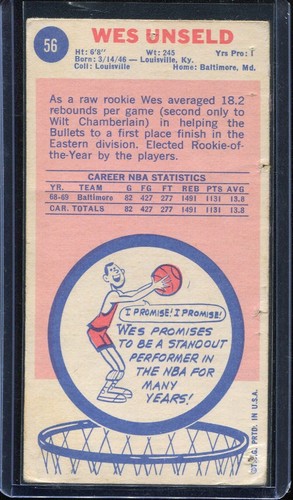 56
WES UNSELD
Ht: 6'8" Wt: 245 Yrs Pro: 1
Born: 3/14/46 — Louisville, Ky.
Coll: Louisville Home: Baltimore, Md.
As a raw rookie Wes averaged 18.2
rebounds per game (second only to
Wilt Chamberlain) in helping the
Bullets to a first place finish in the
Eastern division. Elected Rookie-
of-the-Year by the players.
CAREER NBA STATISTICS
YR. TEAM G FG FT REB PTS AVG
68-69 Baltimore 82 427 277 1491 1131 13.8
CAR. TOTALS 82 427 277 1491 1131 13.8
I PROMISE! I PROMISE!
WES PROMISES
TO BE A STANDOUT
PERFORMER IN
THE NBA FOR
MANY
YEARS!
©T.C.G. PRTD. IN U.S.A.